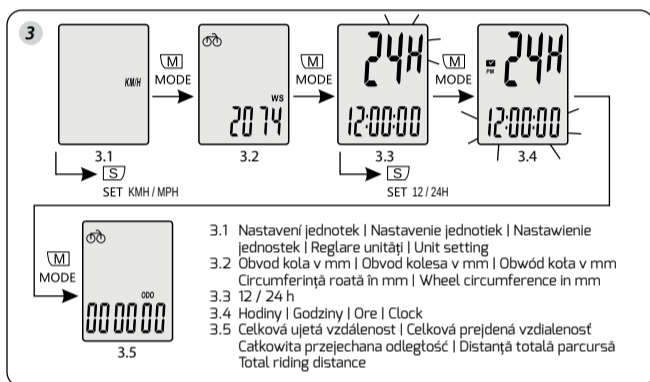 3
KM/H
M
MODE
WS
2074
M
MODE
24H
12:00:00
M
MODE
PM
24H
12:00:00
3.1
3.2
3.3
3.4
S
SET KMH / MPH
S
SET 12 / 24H
M
MODE
ODO
000000
3.5
3.1 Nastavení jednotek | Nastavenie jednotiek | Nastawienie
jednostek | Reglare unități | Unit setting
3.2 Obvod kola v mm | Obvod kolesa v mm | Obwód koła v mm
Circumferință roată în mm | Wheel circumference in mm
3.3 12 / 24 h
3.4 Hodiny | Godziny | Ore | Clock
3.5 Celková ujetá vzdálenost | Celková prejdená vzdialenosť
Całkowita przejechana odległość | Distanță totală parcursă
Total riding distance